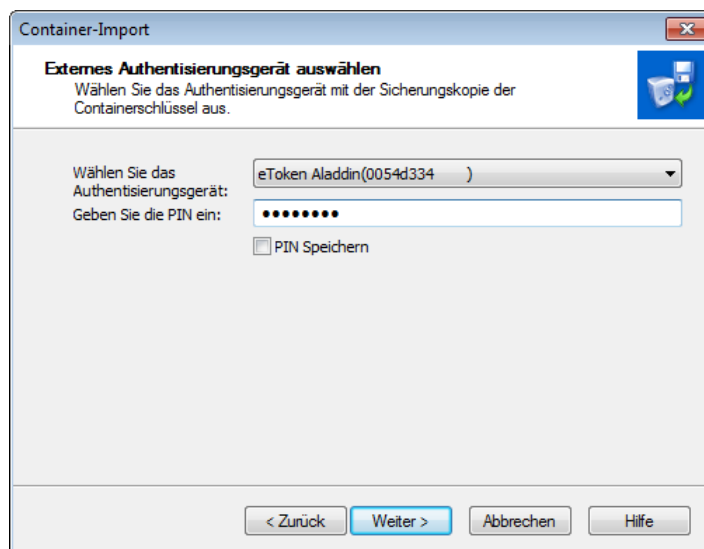 Container-Import
Externes Authentisierungsgerät auswählen
Wählen Sie das Authentisierungsgerät mit der Sicherungskopie der
Containerschlüssel aus.
Wählen Sie das
Authentisierungsgerät:
eToken Aladdin(0054d334 )
Geben Sie die PIN ein:
••••••••
PIN Speichern
< Zurück
Weiter >
Abbrechen
Hilfe